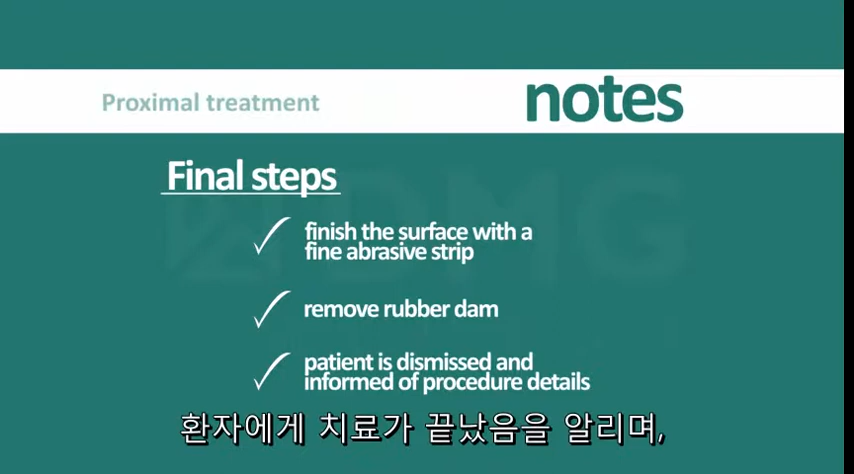 Proximal treatment
notes
Final steps
finish the surface with a
fine abrasive strip
remove rubber dam
patient is dismissed and
informed of procedure details
DMG
환자에게 치료가 끝났음을 알리며,